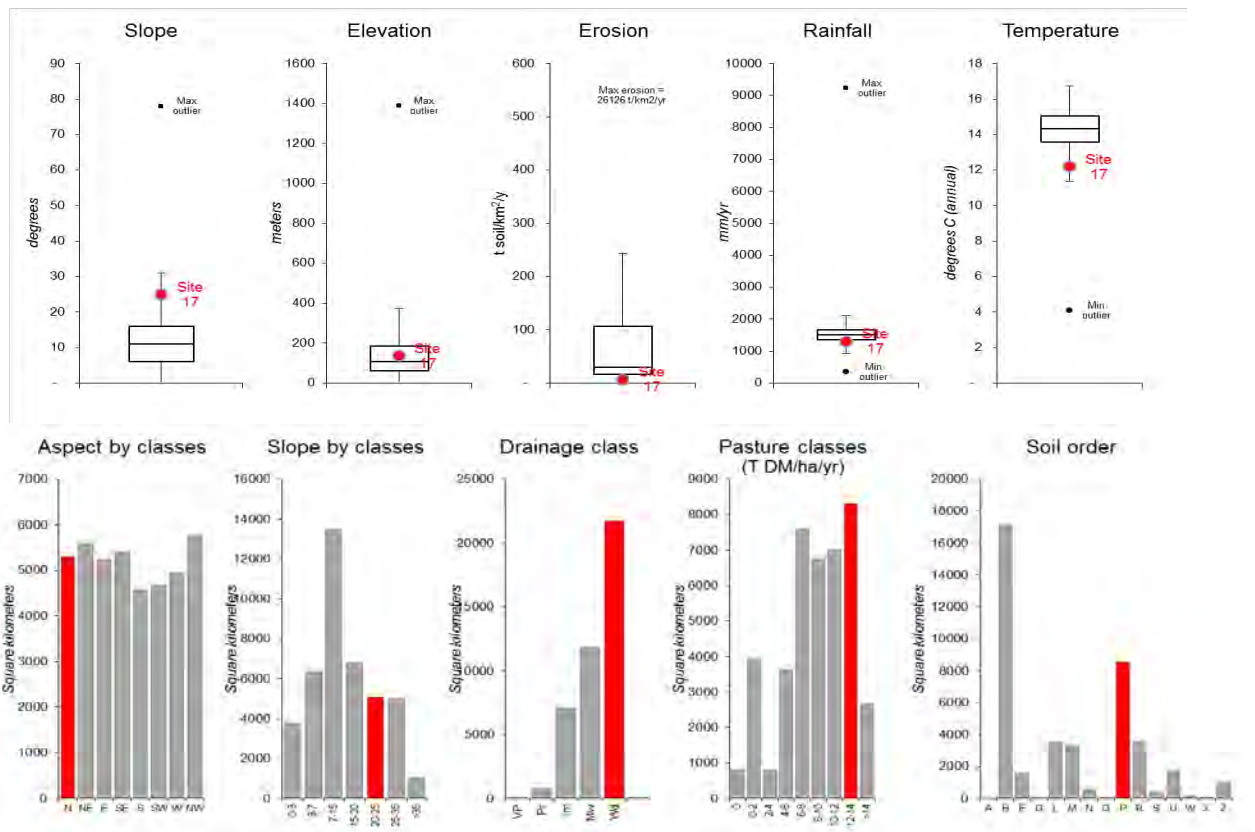 Slope
Elevation
Erosion
Rainfall
Temperature
90
80
70
60
50
40
30
20
10
-
degrees
Max
outlier
Site
17
1600
1400
1200
1000
800
600
400
200
0
meters
Max
outlier
Site
17
600
500
400
300
200
100
-
t soil/km²/y
Max erosion =
26126 t/km2/yr
Site
17
10000
9000
8000
7000
6000
5000
4000
3000
2000
1000
0
mm/yr
Max
outlier
Site
17
Min
outlier
18
16
14
12
10
8
6
4
2
-
degrees C (annual)
Site
17
Min
outlier
Aspect by classes
Slope by classes
Drainage class
Pasture classes
(T DM/ha/yr)
Soil order
7000
6000
5000
4000
3000
2000
1000
0
Square kilometers
N NE E SE S SW W NW
16000
14000
12000
10000
8000
6000
4000
2000
0
Square kilometers
0-3 3-7 7-15 15-20 20-25 25-35 >35
25000
20000
15000
10000
5000
0
Square kilometers
VP Pr Im Mw Wd
9000
8000
7000
6000
5000
4000
3000
2000
1000
0
Square kilometers
0 0-2 2-4 4-6 6-8 8-10 10-12 12-14 >14
20000
18000
16000
14000
12000
10000
8000
6000
4000
2000
0
Square kilometers
A B E G L M N O P R S U W X Z